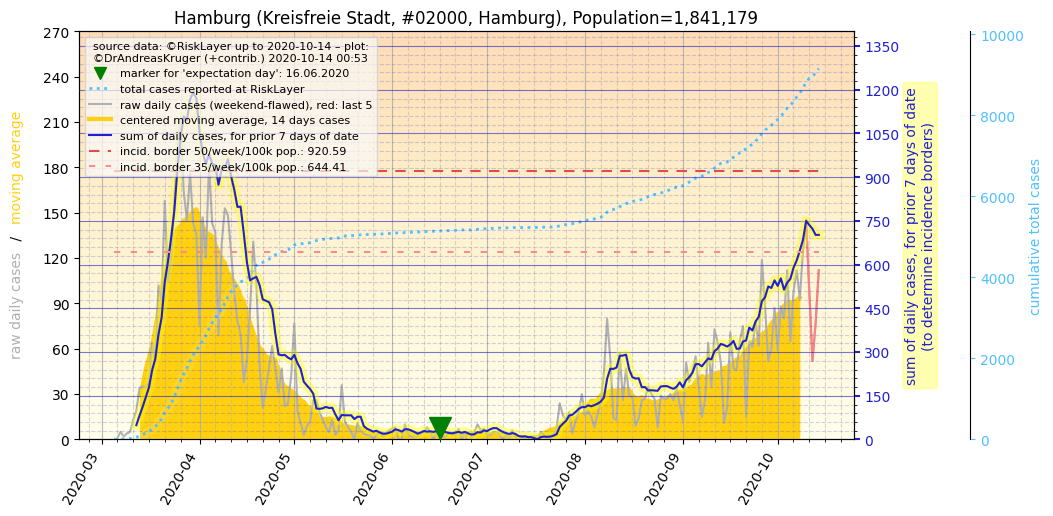 Hamburg (Kreisfreie Stadt, #02000, Hamburg), Population=1,841,179
source data: ©RiskLayer up to 2020-10-14 – plot:
©DrAndreasKruger (+contrib.) 2020-10-14 00:53
marker for 'expectation day': 16.06.2020
total cases reported at RiskLayer
raw daily cases (weekend-flawed), red: last 5
centered moving average, 14 days cases
sum of daily cases, for prior 7 days of date
incid. border 50/week/100k pop.: 920.59
incid. border 35/week/100k pop.: 644.41
raw daily cases / moving average
270
240
210
180
150
120
90
60
30
0
2020-03
2020-04
2020-05
2020-06
2020-07
2020-08
2020-09
2020-10
1350
1200
1050
900
750
600
450
300
150
0
sum of daily cases, for prior 7 days of date
(to determine incidence borders)
10000
8000
6000
4000
2000
0
cumulative total cases